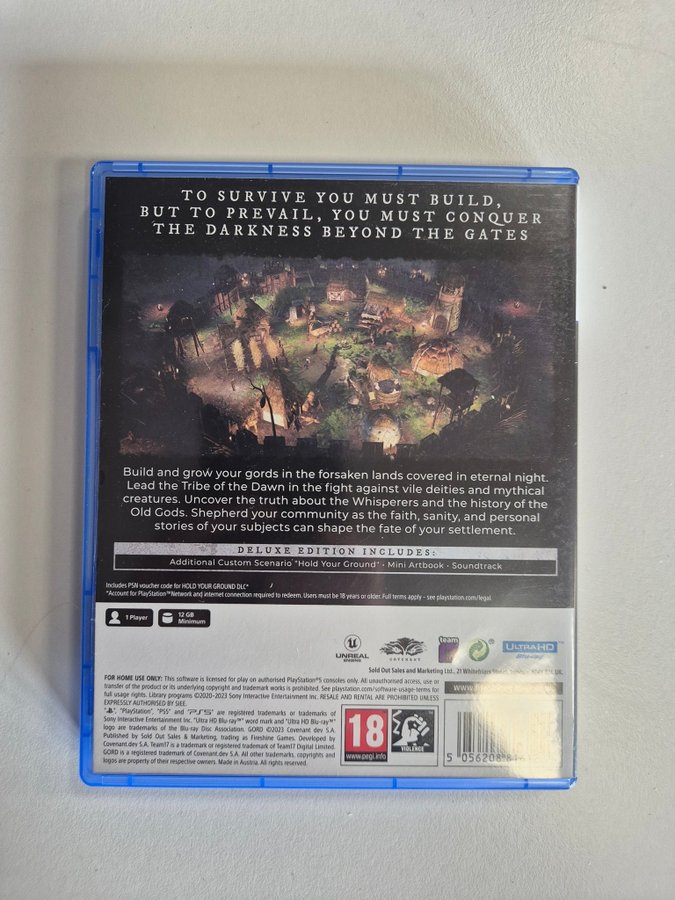 TO SURVIVE YOU MUST BUILD,
BUT TO PREVAIL, YOU MUST CONQUER
THE DARKNESS BEYOND THE GATES
Build and grow your gords in the forsaken lands covered in eternal night.
Lead the Tribe of the Dawn in the fight against vile deities and mythical
creatures. Uncover the truth about the Whisperers and the history of the
Old Gods. Shepherd your community as the faith, sanity, and personal
stories of your subjects can shape the fate of your settlement.
DELUXE EDITION INCLUDES:
Additional Custom Scenario "Hold Your Ground" • Mini Artbook • Soundtrack
Includes PSN voucher code for HOLD YOUR GROUND DLC*
*Account for PlayStation™Network and internet connection required to redeem. Users must be 18 years or older. Full terms apply – see playstation.com/legal.
1 Player
12 GB
Minimum
UNREAL
ENGINE
COVENANT
team
ULTRAHD
Blu-ray
Sold Out Sales and Marketing Ltd., 21
FOR HOME USE ONLY: This software is licensed for play on authorised PlayStation®5 consoles only. All unauthorised access, use or
transfer of the product or its underlying copyright and trademark works is prohibited. See playstation.com/software-usage-terms for
full usage rights. Library programs ©2020-2023 Sony Interactive Entertainment Inc. RESALE AND RENTAL ARE PROHIBITED UNLESS
EXPRESSLY AUTHORISED BY SIEE.
"PlayStation", "PS5" and "PS5" are registered trademarks or trademarks of
Sony Interactive Entertainment Inc. "Ultra HD Blu-ray™" word mark and "Ultra HD Blu-ray™"
logo are trademarks of the Blu-ray Disc Association. GORD ©2023 Covenant.dev S.A.
Published by Sold Out Sales & Marketing, trading as Fireshine Games. Developed by
Covenant.dev S.A. Team17 is a trademark or registered trademark of Team17 Digital Limited.
GORD is a registered trademark of Covenant.dev S.A. All other trademarks, copyrights and
logos are property of their respective owners. Made in Austria. All rights reserved.
18
www.pegi.info
VIOLENCE
5 056208